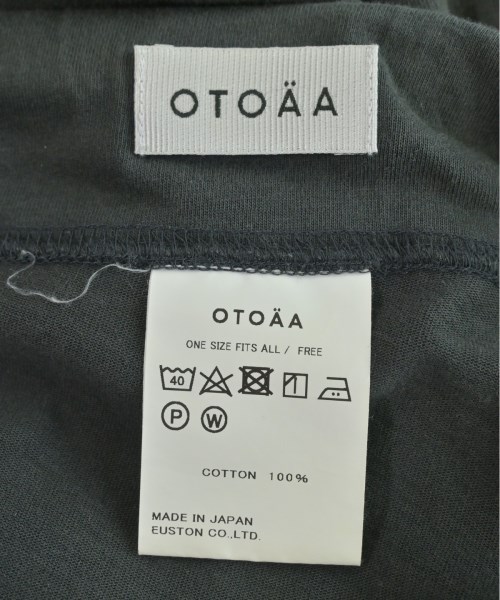 OTOÄA
OTOÄA
ONE SIZE FITS ALL / FREE
40
P W
COTTON 100%
MADE IN JAPAN
EUSTON CO.,LTD.